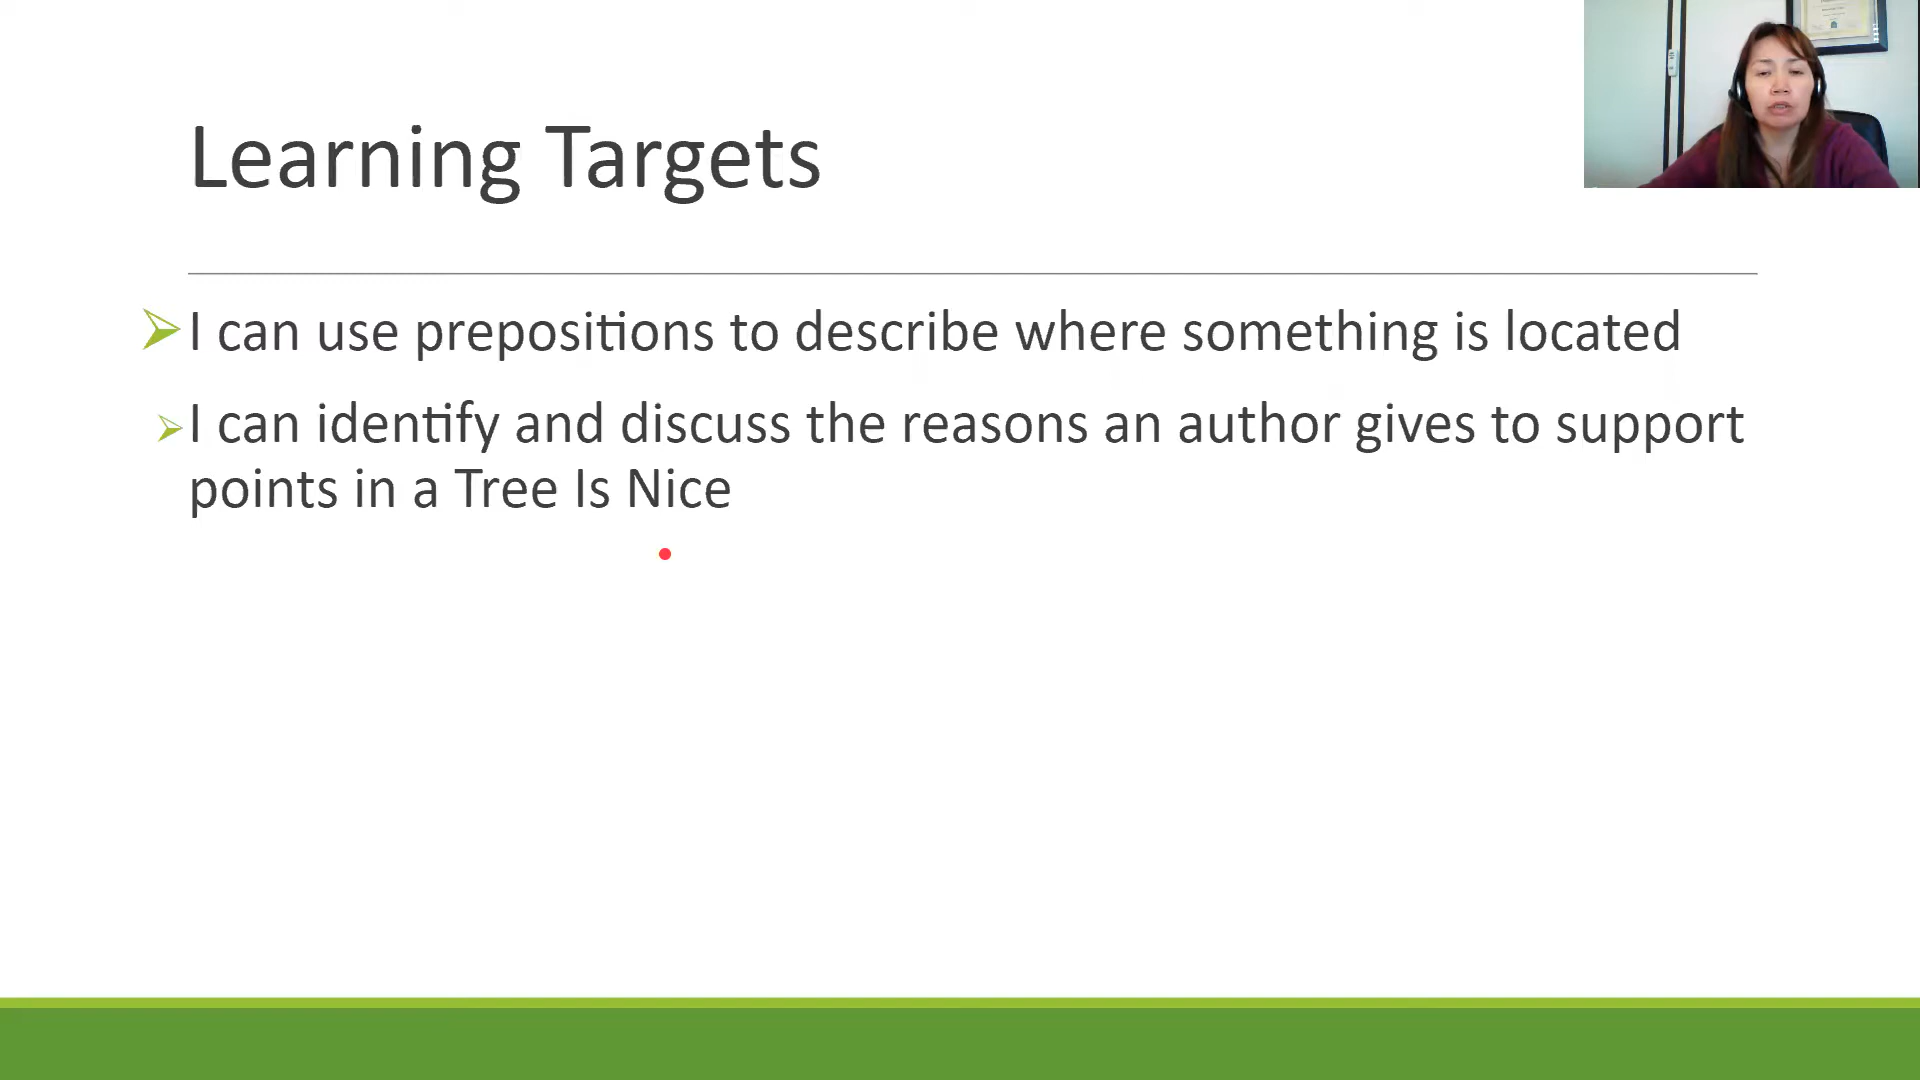 Learning Targets
I can use prepositions to describe where something is located
I can identify and discuss the reasons an author gives to support
points in a Tree Is Nice